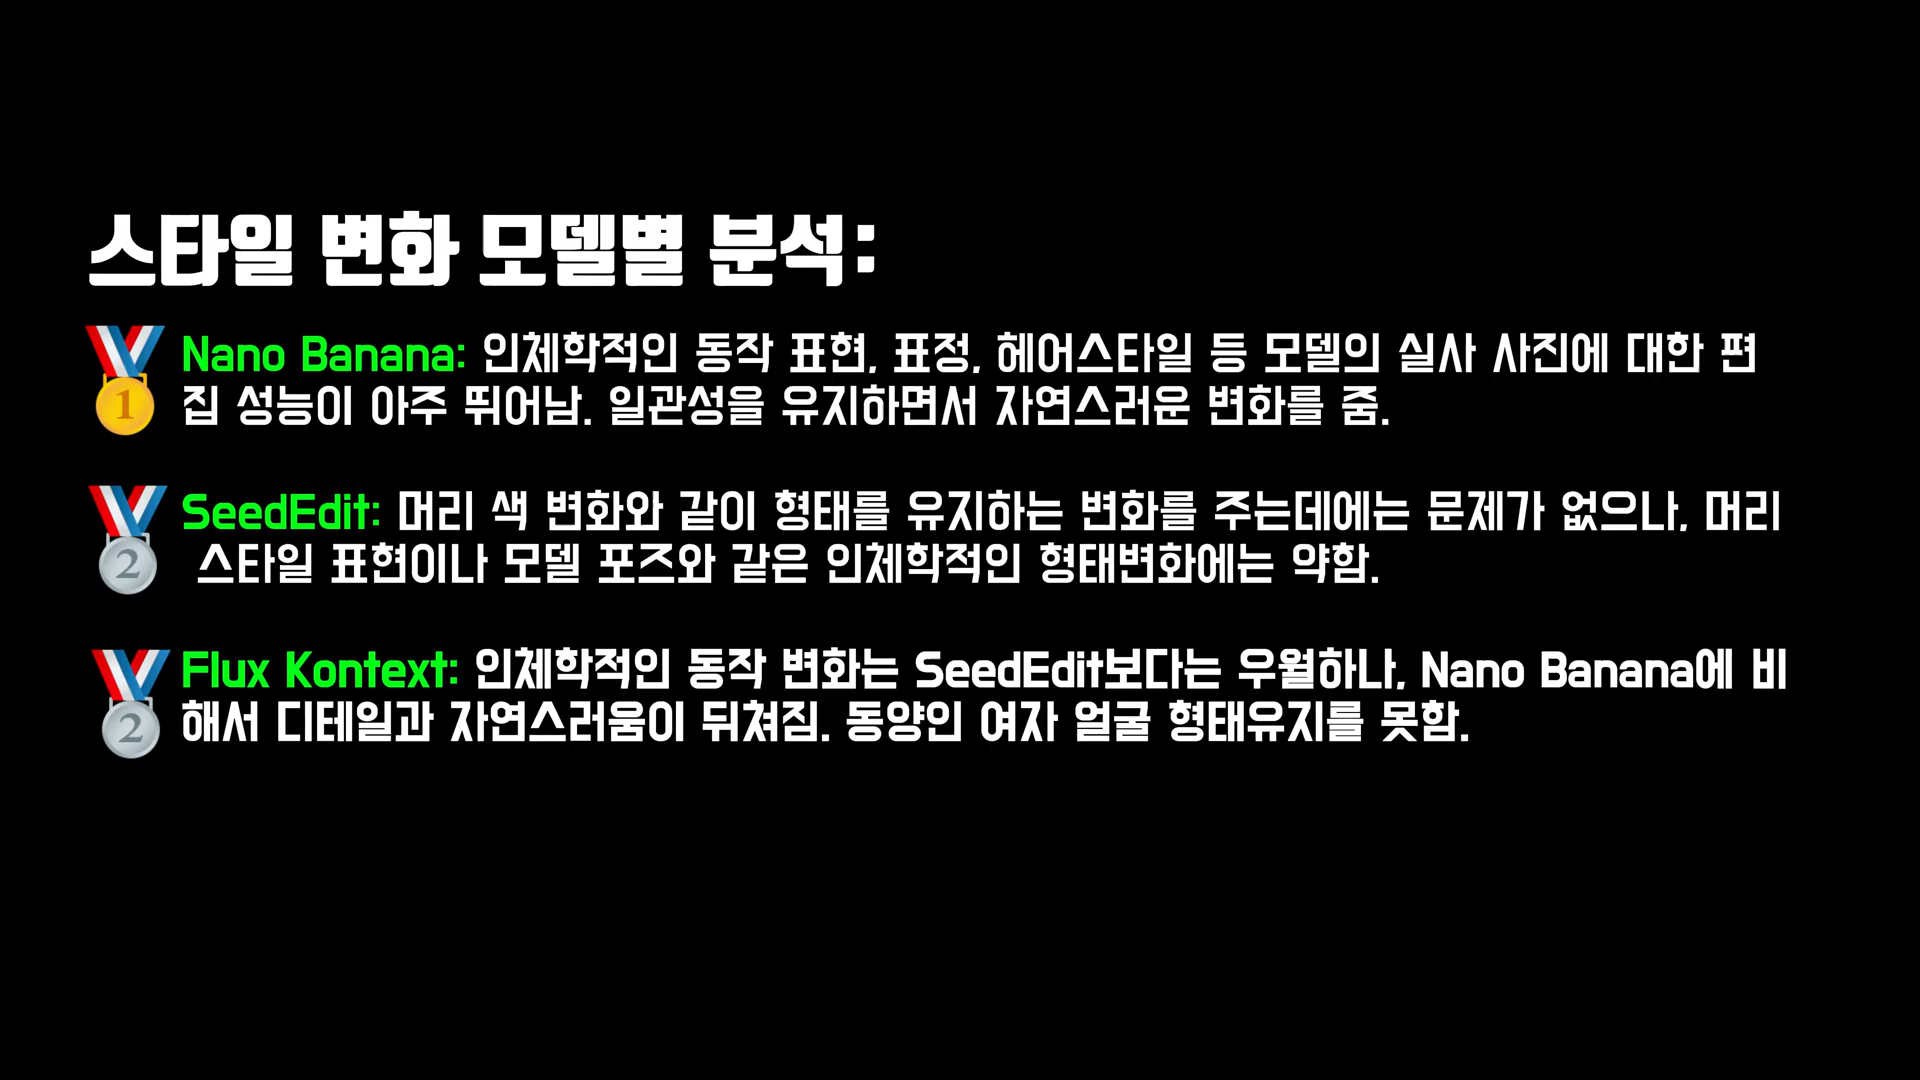 스타일 변화 모델별 분석:
1 Nano Banana: 인체학적인 동작 표현, 표정, 헤어스타일 등 모델의 실사 사진에 대한 편
집 성능이 아주 뛰어남. 일관성을 유지하면서 자연스러운 변화를 줌.
2 SeedEdit: 머리 색 변화와 같이 형태를 유지하는 변화를 주는데에는 문제가 없으나, 머리
스타일 표현이나 모델 포즈와 같은 인체학적인 형태변화에는 약함.
2 Flux Kontext: 인체학적인 동작 변화는 SeedEdit보다는 우월하나, Nano Banana에 비
해서 디테일과 자연스러움이 뒤쳐짐. 동양인 여자 얼굴 형태유지를 못함.